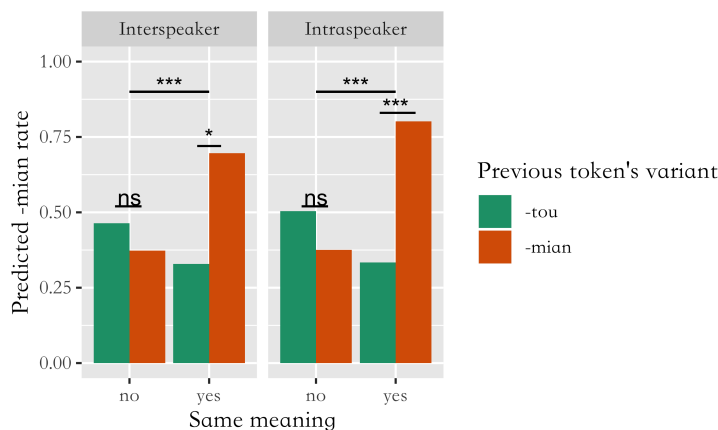 Interspeaker
Intraspeaker
1.00
0.75
0.50
0.25
0.00
Predicted -mian rate
***
*
ns
***
***
ns
no
yes
no
yes
Same meaning
Previous token's variant
-tou
-mian